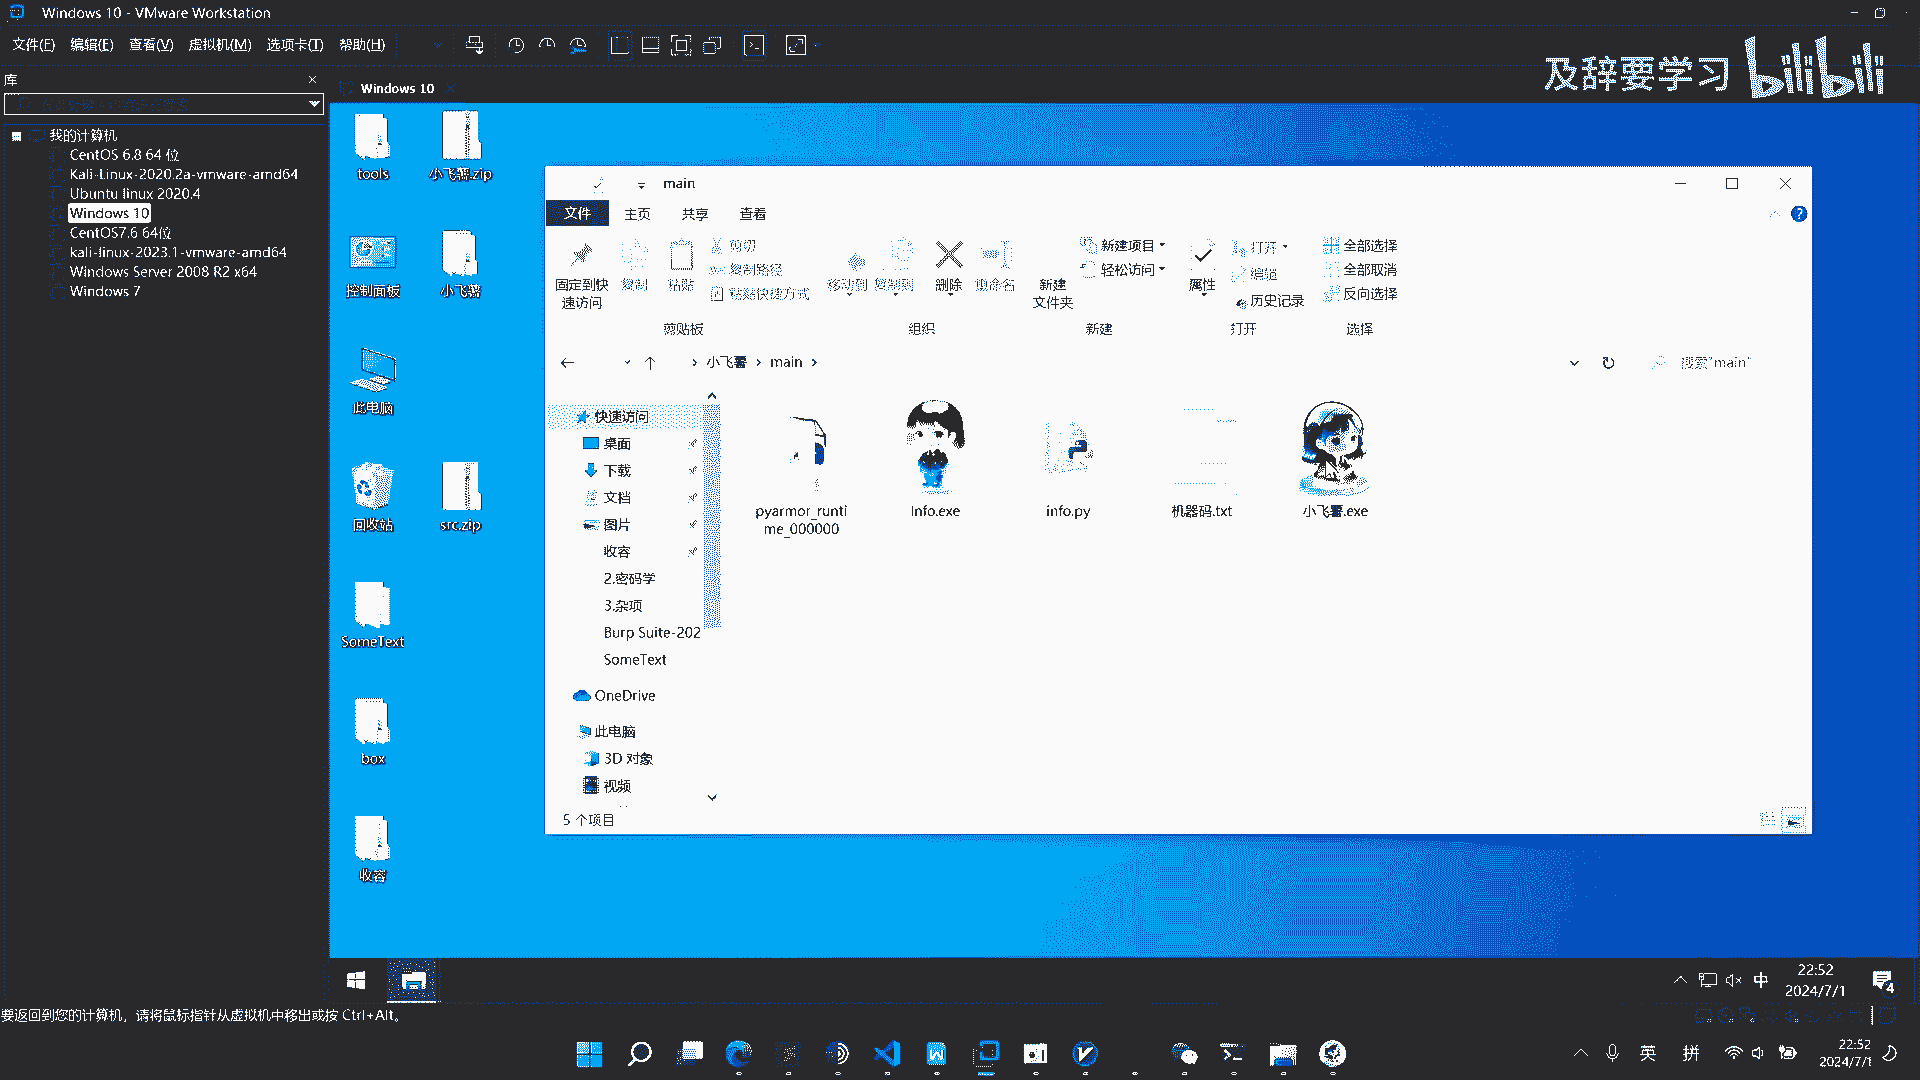 Windows 10 - VMware Workstation
文件(F) 编辑(E) 查看(V) 虚拟机(M) 选项卡(T) 帮助(H)
及辞要学习 bilibili
库
Windows 10
我的计算机
CentOS 6.8 64 位
Kali-Linux-2020.2a-vmware-amd64
Ubuntu linux 2020.4
Windows 10
CentOS7.6 64位
kali-linux-2023.1-vmware-amd64
Windows Server 2008 R2 x64
Windows 7
tools
小飞薯.zip
控制面板
小飞薯
此电脑
回收站
src.zip
SomeText
box
收容
main
文件 主页 共享 查看
固定到快速访问
复制
粘贴
剪切
复制路径
粘贴快捷方式
剪贴板
移动到
复制到
删除
重命名
组织
新建
文件夹
新建项目
轻松访问
新建
属性
打开
编辑
历史记录
打开
全部选择
全部取消
反向选择
选择
小飞薯 > main >
搜索"main"
快速访问
桌面
下载
文档
图片
收容
2.密码学
3.杂项
Burp Suite-202
SomeText
OneDrive
此电脑
3D 对象
视频
pyarmor_runti
me_000000
Info.exe
info.py
机器码.txt
小飞薯.exe
5 个项目
中
22:52
2024/7/1
4
要返回到您的计算机，请将鼠标指针从虚拟机中移出或按 Ctrl+Alt。
英 拼
22:52
2024/7/1